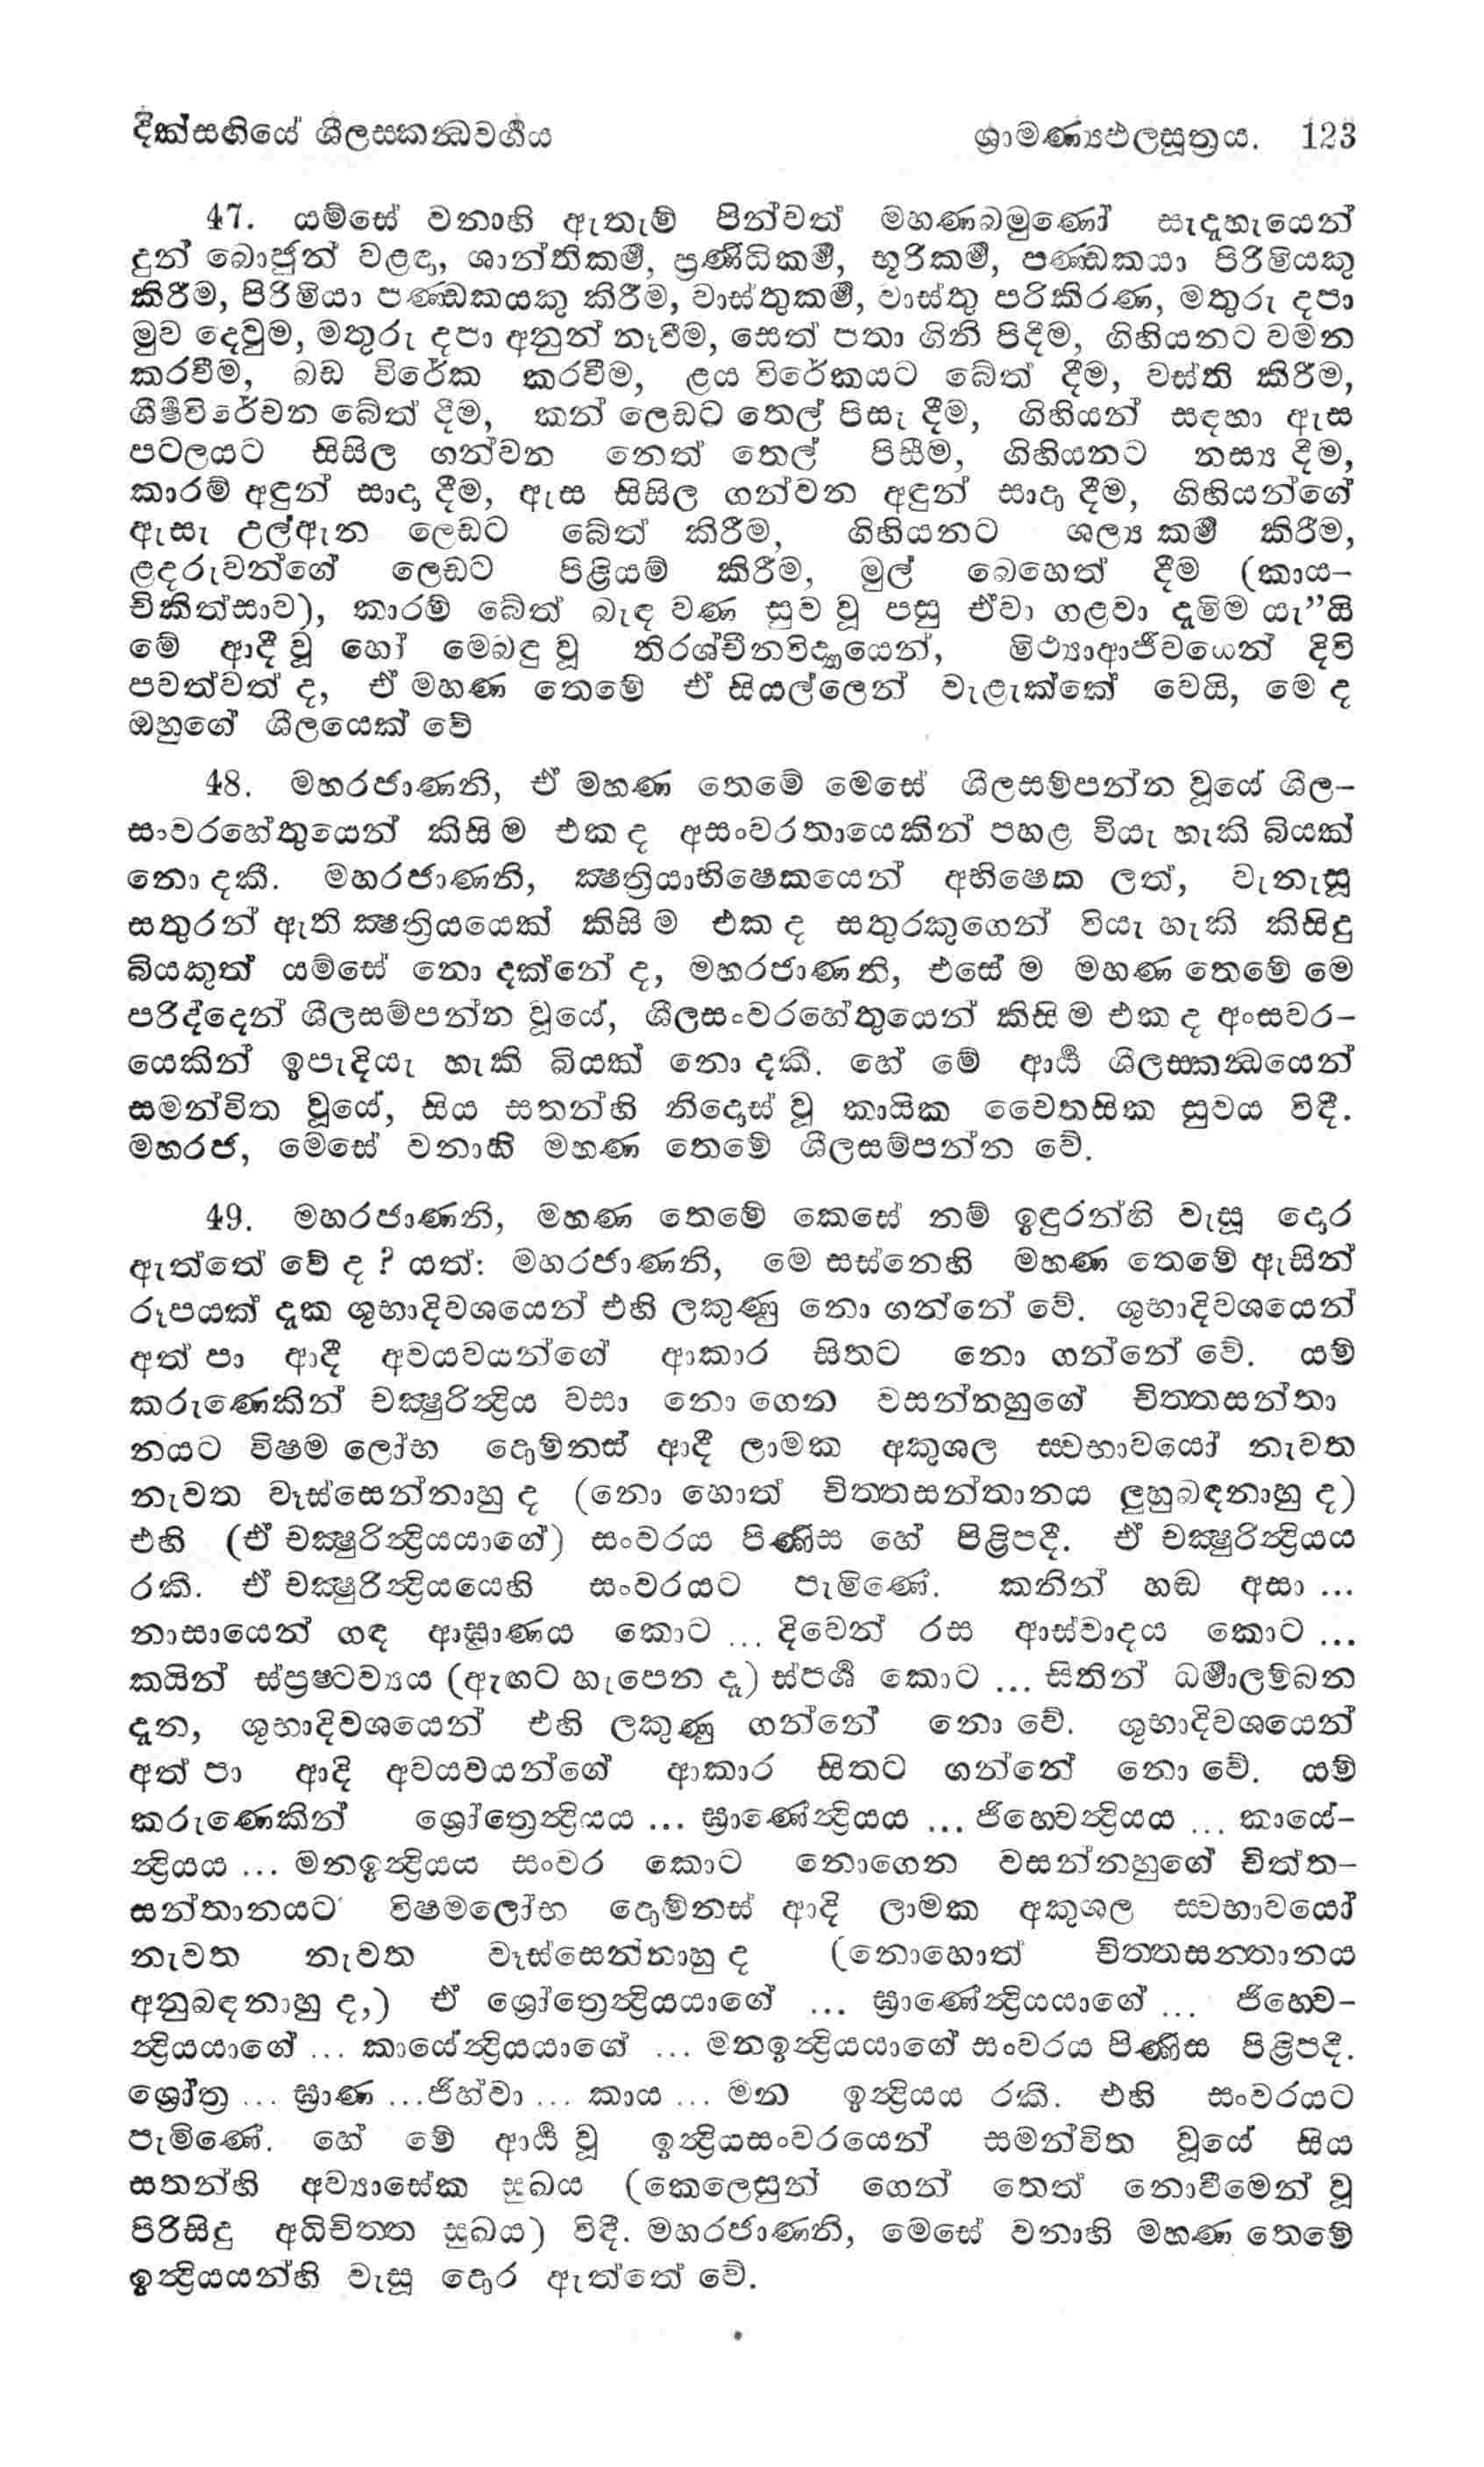 දික්සඟියේ ශීලසකන්‍ධවර්‍ගය ශ්‍රාමණ්‍යඵලසූත්‍රය. 123
47. යම්සේ වනාහි ඇතැම් පින්වත් මහණබමුණෝ සැදැහැයෙන්
දුන් බොජුන් වළඳා, ශාන්තිකර්‍ම, ප්‍රණිධිකර්‍ම, භූරිකර්‍ම, පණ්‍ඩකයා පිරිමියකු
කිරීම, පිරිමියා පණ්‍ඩකයකු කිරීම, වාස්තුකර්‍ම, වාස්තු පරිකිරණ, මතුරු දපා
මුව දෙවුම, මතුරු දපා අනුන් නෑවීම, සෙත් පතා ගිනි පිදීම, ගිහියනට වමන
කරවීම, බඩ විරේක කරවීම, ළය විරේකයට බේත් දීම, වස්ති කිරීම,
ශීර්‍ෂවිරේචන බේත් දීම, කන් ලෙඩට තෙල් පිසැ දීම, ගිහියන් සඳහා ඇස
පටලයට සිසිල ගන්වන නෙත් තෙල් පිසීම, ගිහියනට නස්‍ය දීම,
කාරම් අඳුන් සාදා දීම, ඇස සිසිල ගන්වන අඳුන් සාදා දීම, ගිහියන්ගේ
ඇසැ උල්ඇන ලෙඩට බේත් කිරීම, ගිහියනට ශල්‍ය කර්‍ම කිරීම,
ළදරුවන්ගේ ලෙඩට පිළියම් කිරීම, මුල් බෙහෙත් දීම (කාය-
චිකිත්සාව), කාරම් බේත් බැඳ වණ සුව වූ පසු ඒවා ගළවා දැමීම යැ”යි
මේ ආදී වූ හෝ මෙබඳු වූ තිරශ්චීනවිද්‍යායෙන්, මිථ්‍යාආජීවයෙන් දිවි
පවත්වත් ද, ඒ මහණ තෙමේ ඒ සියල්ලෙන් වැළැක්කේ වෙයි, මෙ ද
ඔහුගේ ශීලයෙක් වේ
48. මහරජාණනි, ඒ මහණ තෙමේ මෙසේ ශීලසම්පන්න වූයේ ශීල-
සංවරහේතුයෙන් කිසි ම එක ද අසංවරතායෙකින් පහළ වියැ හැකි බියක්
නො දකී. මහරජාණනි, ක්‍ෂත්‍රියාභිෂෙකයෙන් අභිෂෙක ලත්, වැනැසූ
සතුරන් ඇති ක්‍ෂත්‍රියයෙක් කිසි ම එක ද සතුරකුගෙන් වියැ හැකි කිසිදු
බියකුත් යම්සේ නො දක්නේ ද, මහරජාණනි, එසේ ම මහණ තෙමේ මෙ
පරිද්දෙන් ශීලසම්පන්න වූයේ, ශීලසංවරහේතුයෙන් කිසි ම එක ද අංසවර-
යෙකින් ඉපැදියැ හැකි බියක් නො දකී. හේ මේ ආර්‍ය ශීලස්කන්‍ධයෙන්
සමන්විත වූයේ, සිය සතන්හි නිදොස් වූ කායික චෛතසික සුවය විඳී.
මහරජ, මෙසේ වනාහි මහණ තෙමේ ශීලසම්පන්න වේ.
49. මහරජාණනි, මහණ තෙමේ කෙසේ නම් ඉඳුරන්හි වැසූ දොර
ඇත්තේ වේ ද ? යත්: මහරජාණනි, මෙ සස්නෙහි මහණ තෙමේ ඇසින්
රූපයක් දැක ශුභාදිවශයෙන් එහි ලකුණු නො ගන්නේ වේ. ශුභාදිවශයෙන්
අත් පා ආදී අවයවයන්ගේ ආකාර සිතට නො ගන්නේ වේ. යම්
කරුණෙකින් චක්‍ෂුරින්‍ද්‍රිය වසා නො ගෙන වසන්නහුගේ චිත්තසන්තා
නයට විෂම ලෝභ දොම්නස් ආදී ලාමක අකුශල ස්වභාවයෝ නැවත
නැවත වෑස්සෙන්නාහු ද (නො හොත් චිත්තසන්තානය ලුහුබඳනාහු ද)
එහි (ඒ චක්‍ෂුරින්‍ද්‍රියයාගේ) සංවරය පිණිස හේ පිළිපදී. ඒ චක්‍ෂුරින්‍ද්‍රියය
රකී. ඒ චක්‍ෂුරින්‍ද්‍රියයෙහි සංවරයට පැමිණේ. කනින් හඬ අසා ...
නාසායෙන් ගඳ ආඝ්‍රාණය කොට ... දිවෙන් රස ආස්වාදය කොට ...
කයින් ස්ප්‍රෂ්ටව්‍යය (ඇඟට හැපෙන දෑ) ස්පර්‍ශ කොට ... සිතින් ධර්‍මාලම්බන
දැන, ශුභාදිවශයෙන් එහි ලකුණු ගන්නේ නො වේ. ශුභාදිවශයෙන්
අත් පා ආදි අවයවයන්ගේ ආකාර සිතට ගන්නේ නො වේ. යම්
කරුණෙකින් ශ්‍රෝත්‍රෙන්‍ද්‍රියය ... ඝ්‍රාණේන්‍ද්‍රියය ... ජිහ්වෙන්‍ද්‍රියය ... කායේ-
න්‍ද්‍රියය ... මනඉන්‍ද්‍රියය සංවර කොට නොගෙන වසන්නහුගේ චිත්ත-
සන්තානයට විෂමලෝභ දොම්නස් ආදි ලාමක අකුශල ස්වභාවයෝ
නැවත නැවත වෑස්සෙන්නාහු ද (නොහොත් චිත්තසන්තානය
අනුබඳනාහු ද,) ඒ ශ්‍රෝත්‍රෙන්‍ද්‍රියයාගේ ... ඝ්‍රාණේන්‍ද්‍රියයාගේ ... ජිහ්වෙ-
න්‍ද්‍රියයාගේ ... කායේන්‍ද්‍රියයාගේ ... මනඉන්‍ද්‍රියයාගේ සංවරය පිණිස පිළිපදී.
ශ්‍රෝත්‍ර ... ඝ්‍රාණ ...ජිහ්වා ... කාය ... මන ඉන්‍ද්‍රියය රකී. එහි සංවරයට
පැමිණේ. හේ මේ ආර්‍ය වූ ඉන්‍ද්‍රියසංවරයෙන් සමන්විත වූයේ සිය
සතන්හි අව්‍යාසේක සුඛය (කෙලෙසුන් ගෙන් තෙත් නොවීමෙන් වූ
පිරිසිදු අධිචිත්ත සුඛය) විඳී. මහරජාණනි, මෙසේ වනාහි මහණ තෙමේ
ඉන්‍ද්‍රියයන්හි වැසූ දොර ඇත්තේ වේ.